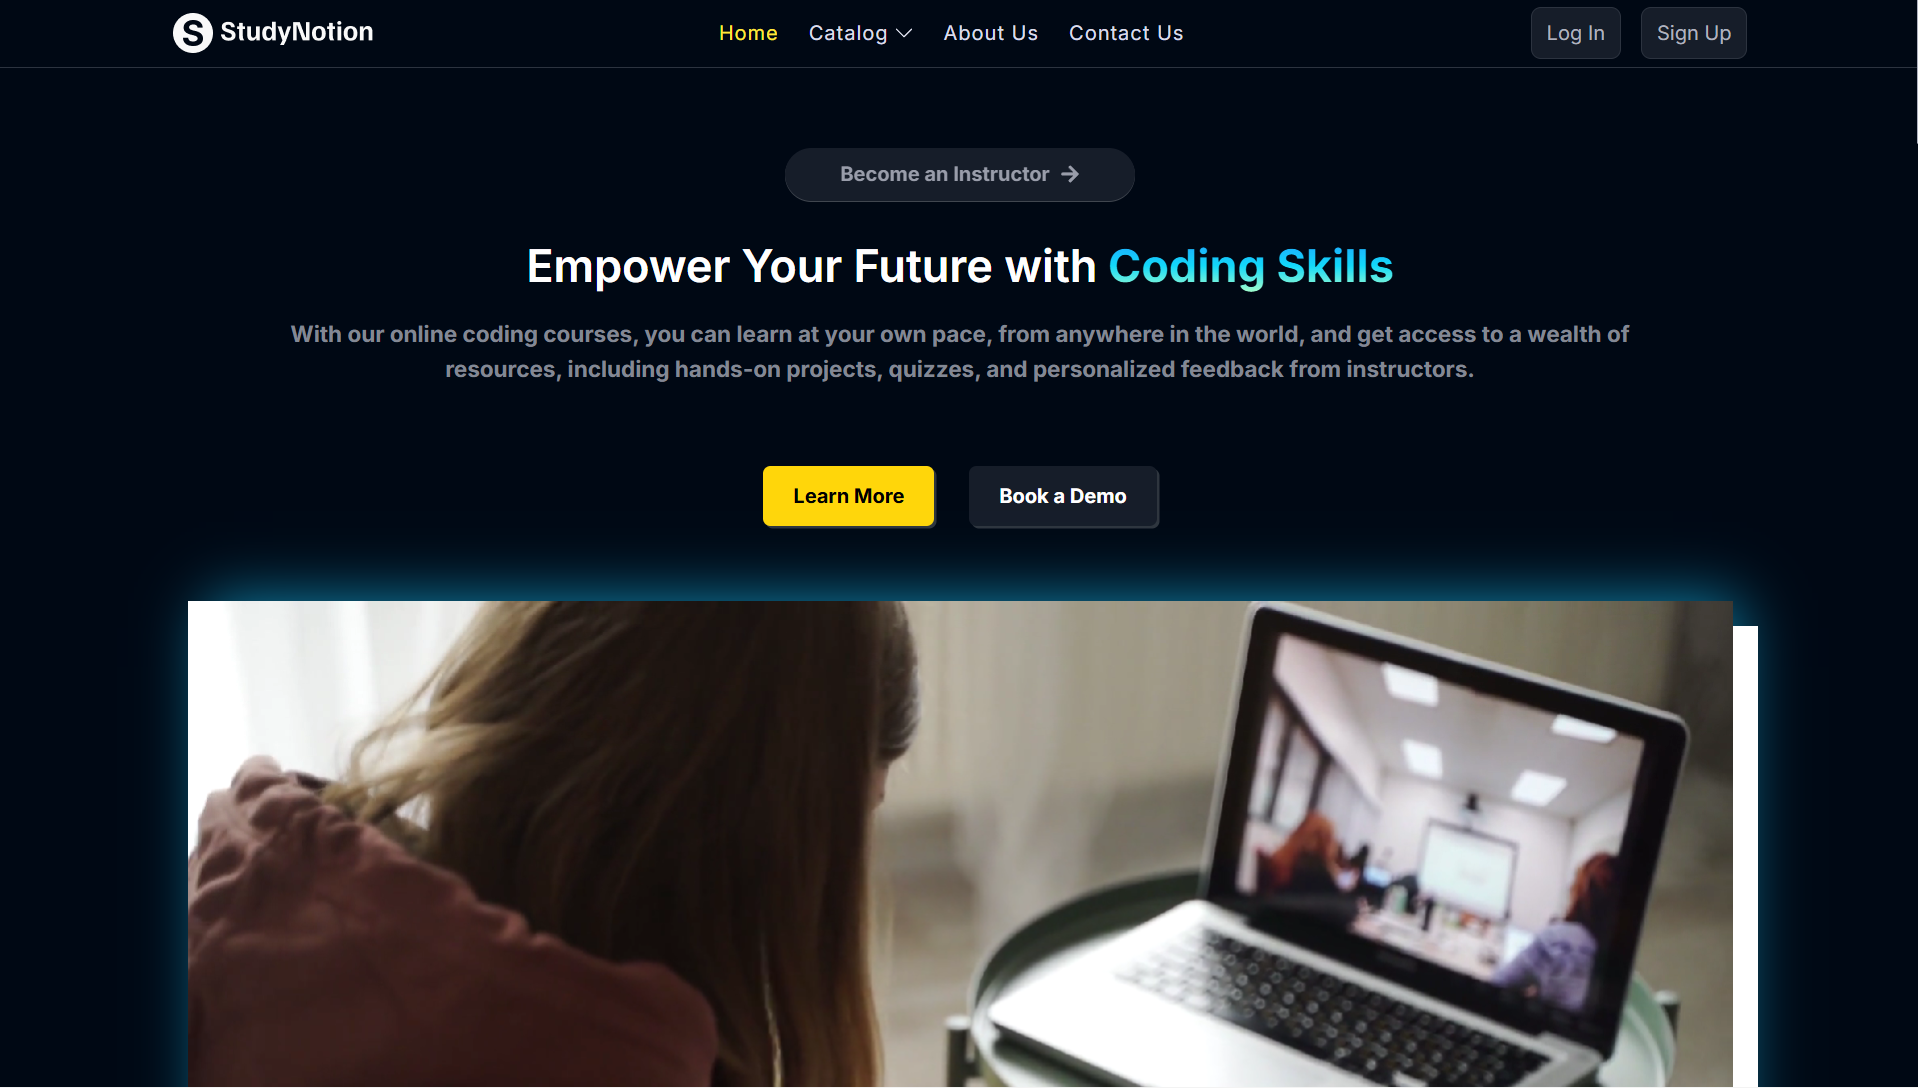 S StudyNotion
Home Catalog About Us Contact Us
Log In Sign Up
Become an Instructor →
Empower Your Future with Coding Skills
With our online coding courses, you can learn at your own pace, from anywhere in the world, and get access to a wealth of
resources, including hands-on projects, quizzes, and personalized feedback from instructors.
Learn More Book a Demo